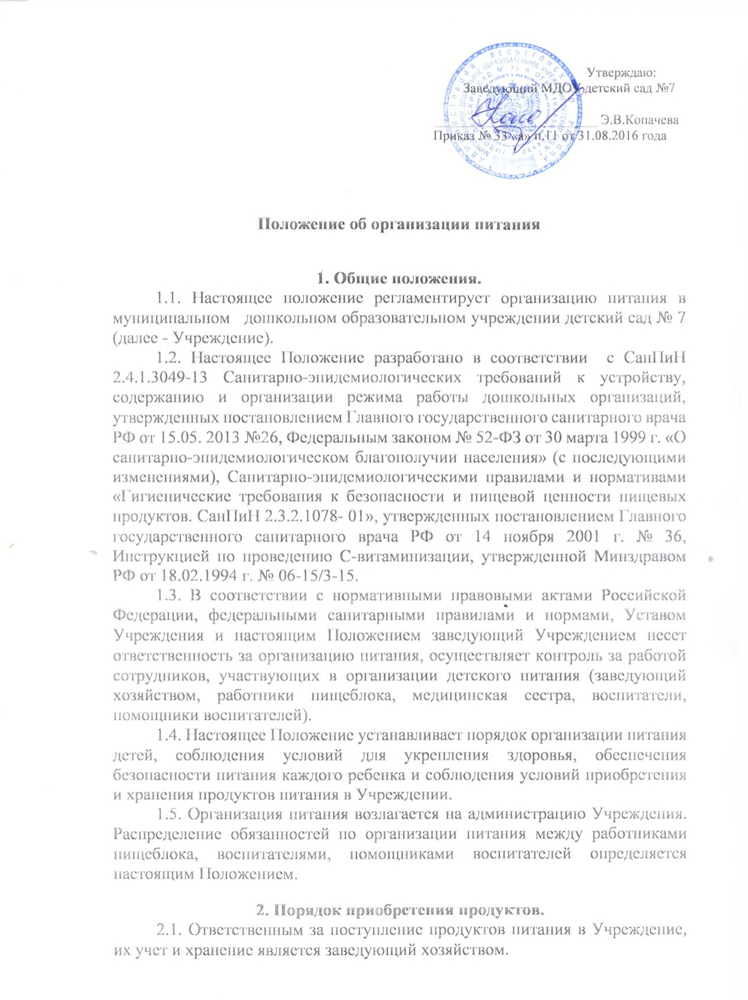 Утверждаю:
Заведующий МДОУ детский сад №7
Э.В.Копачева
Приказ № 33 «а» п.11 от 31.08.2016 года
Положение об организации питания
1. Общие положения.
1.1. Настоящее положение регламентирует организацию питания в
муниципальном дошкольном образовательном учреждении детский сад № 7
(далее - Учреждение).
1.2. Настоящее Положение разработано в соответствии с СанПиН
2.4.1.3049-13 Санитарно-эпидемиологических требований к устройству,
содержанию и организации режима работы дошкольных организаций,
утвержденных постановлением Главного государственного санитарного врача
РФ от 15.05. 2013 №26, Федеральным законом № 52-ФЗ от 30 марта 1999 г. «О
санитарно-эпидемиологическом благополучии населения» (с последующими
изменениями), Санитарно-эпидемиологическими правилами и нормативами
«Гигиенические требования к безопасности и пищевой ценности пищевых
продуктов. СанПиН 2.3.2.1078- 01», утвержденных постановлением Главного
государственного санитарного врача РФ от 14 ноября 2001 г. № 36,
Инструкцией по проведению С-витаминизации, утвержденной Минздравом
РФ от 18.02.1994 г. № 06-15/3-15.
1.3. В соответствии с нормативными правовыми актами Российской
Федерации, федеральными санитарными правилами и нормами, Уставом
Учреждения и настоящим Положением заведующий Учреждением несет
ответственность за организацию питания, осуществляет контроль за работой
сотрудников, участвующих в организации детского питания (заведующий
хозяйством, работники пищеблока, медицинская сестра, воспитатели,
помощники воспитателей).
1.4. Настоящее Положение устанавливает порядок организации питания
детей, соблюдения условий для укрепления здоровья, обеспечения
безопасности питания каждого ребенка и соблюдения условий приобретения
и хранения продуктов питания в Учреждении.
1.5. Организация питания возлагается на администрацию Учреждения.
Распределение обязанностей по организации питания между работниками
пищеблока, воспитателями, помощниками воспитателей определяется
настоящим Положением.
2. Порядок приобретения продуктов.
2.1. Ответственным за поступление продуктов питания в Учреждение,
их учет и хранение является заведующий хозяйством.